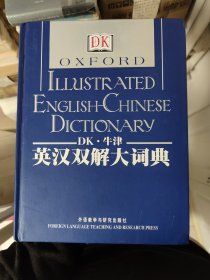 DK
OXFORD
ILLUSTRATED
ENGLISH-CHINESE
DICTIONARY
DK·牛津
英汉双解大词典
外语教学与研究出版社
FOREIGN LANGUAGE TEACHING AND RESEARCH PRESS